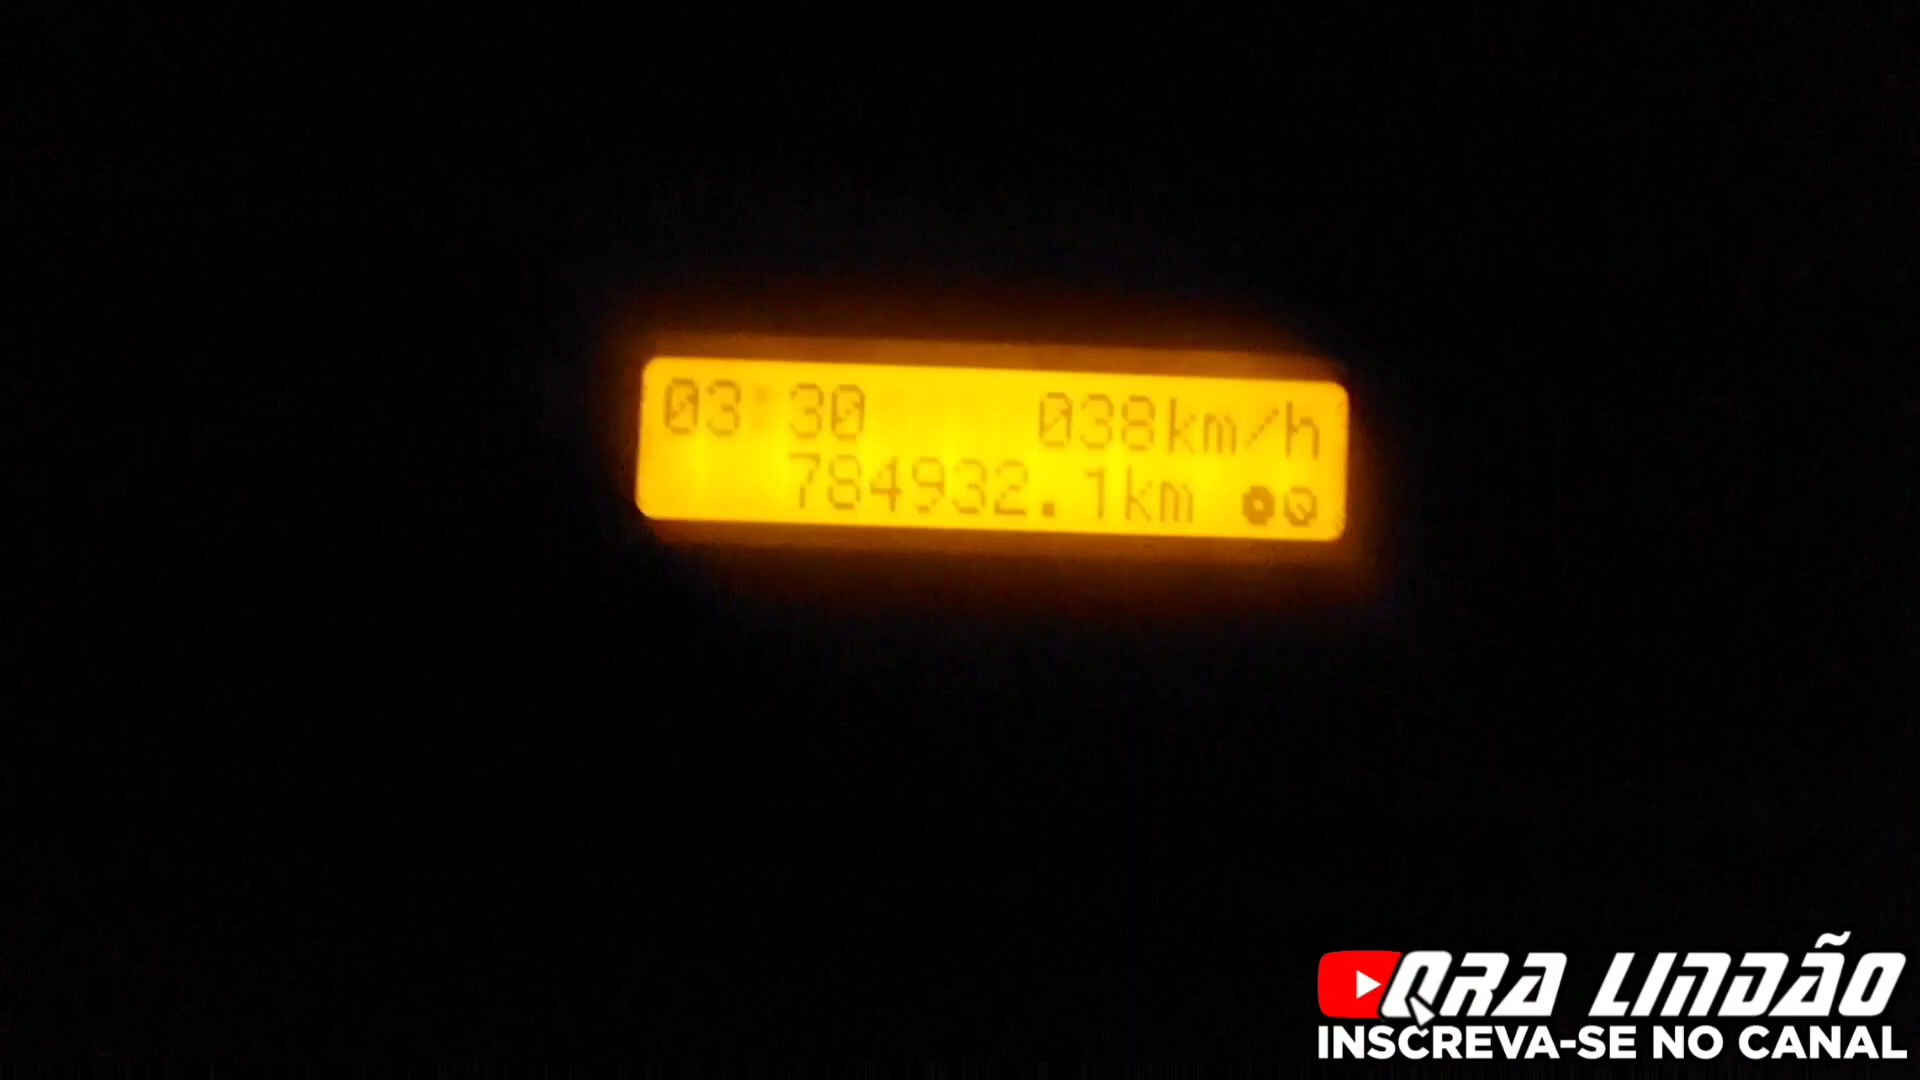 03:30 038km/h
784932.1km
QRA LINDÃO
INSCREVA-SE NO CANAL